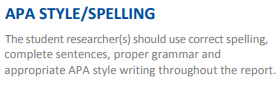 APA STYLE/SPELLING
The student researcher(s) should use correct spelling,
complete sentences, proper grammar and
appropriate APA style writing throughout the report.